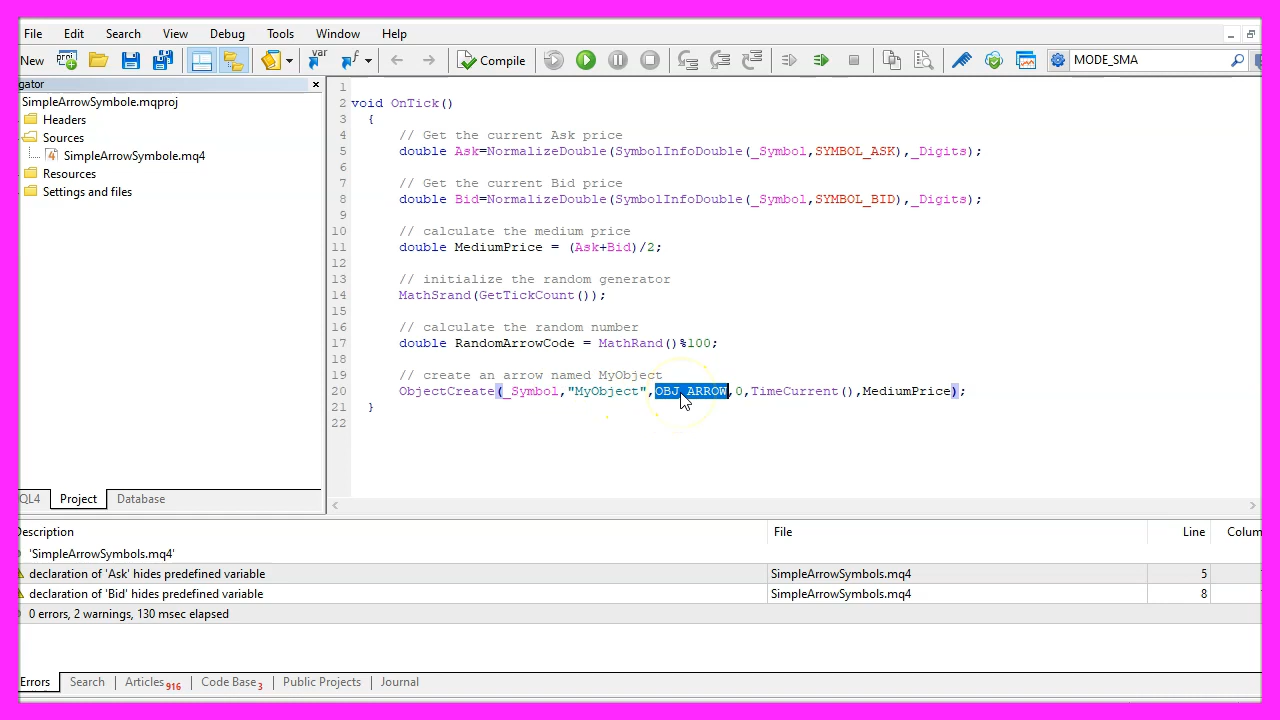 File Edit Search View Debug Tools Window Help
New var f Compile MODE_SMA
gator
SimpleArrowSymbole.mqproj
Headers
Sources
4 SimpleArrowSymbole.mq4
Resources
Settings and files
QL4 Project Database
1
2 void OnTick()
3 {
4 // Get the current Ask price
5 double Ask=NormalizeDouble(SymbolInfoDouble(_Symbol,SYMBOL_ASK),_Digits);
6
7 // Get the current Bid price
8 double Bid=NormalizeDouble(SymbolInfoDouble(_Symbol,SYMBOL_BID),_Digits);
9
10 // calculate the medium price
11 double MediumPrice = (Ask+Bid)/2;
12
13 // initialize the random generator
14 MathSrand(GetTickCount());
15
16 // calculate the random number
17 double RandomArrowCode = MathRand()%100;
18
19 // create an arrow named MyObject
20 ObjectCreate(_Symbol,"MyObject",OBJ_ARROW,0,TimeCurrent(),MediumPrice);
21 }
22
Description File Line Colum
'SimpleArrowSymbols.mq4'
declaration of 'Ask' hides predefined variable SimpleArrowSymbols.mq4 5
declaration of 'Bid' hides predefined variable SimpleArrowSymbols.mq4 8
0 errors, 2 warnings, 130 msec elapsed
Errors Search Articles 916 Code Base 3 Public Projects Journal